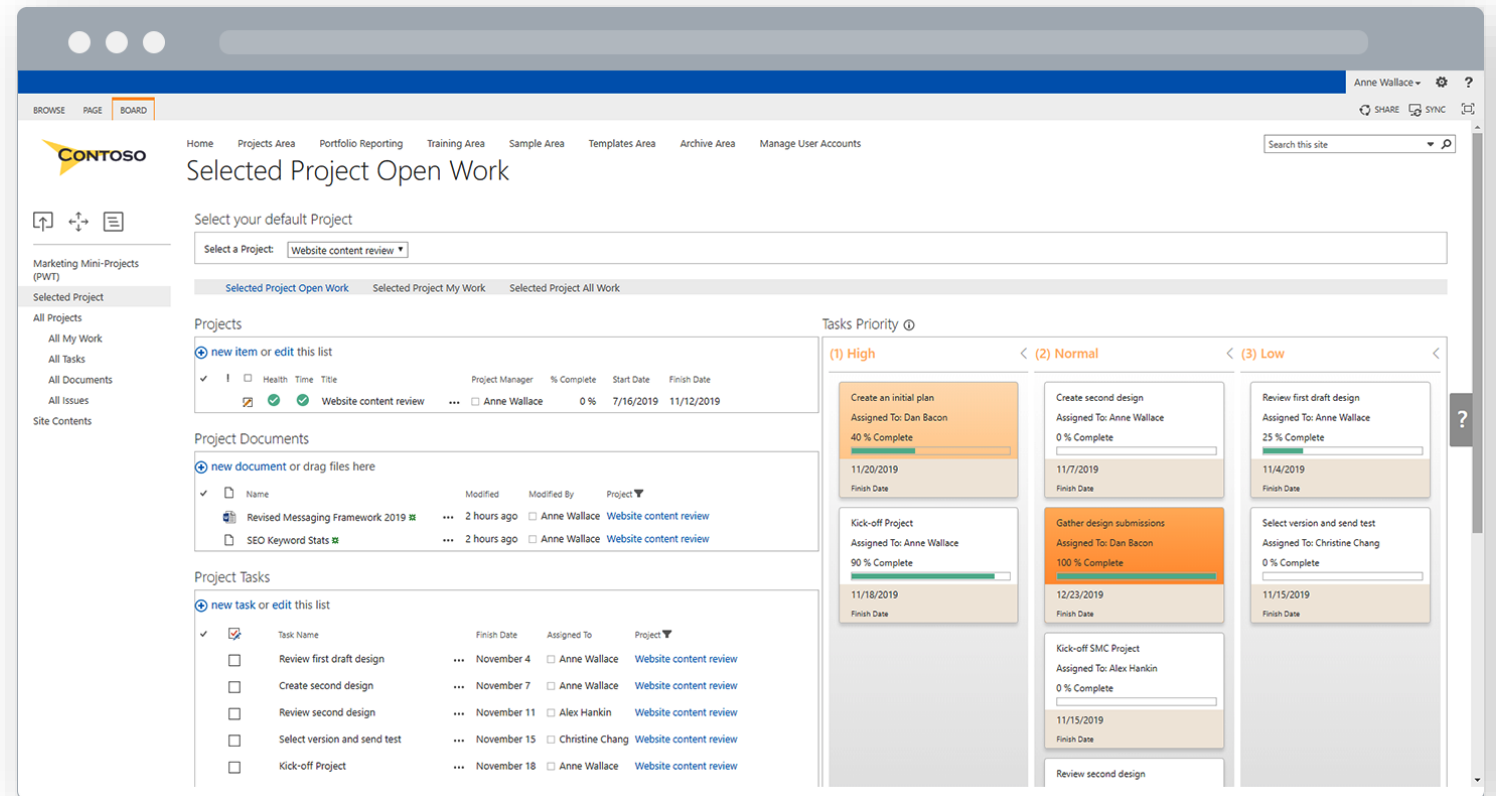 Anne Wallace
?
BROWSE PAGE BOARD
SHARE SYNC
CONTOSO
Home Projects Area Portfolio Reporting Training Area Sample Area Templates Area Archive Area Manage User Accounts
Search this site
Selected Project Open Work
Marketing Mini-Projects
(PWT)
Selected Project
All Projects
All My Work
All Tasks
All Documents
All Issues
Site Contents
Select your default Project
Select a Project: Website content review
Selected Project Open Work Selected Project My Work Selected Project All Work
Projects
new item or edit this list
! Health Time Title Project Manager % Complete Start Date Finish Date
Website content review ... Anne Wallace 0 % 7/16/2019 11/12/2019
Project Documents
new document or drag files here
Name Modified Modified By Project
Revised Messaging Framework 2019 ... 2 hours ago Anne Wallace Website content review
SEO Keyword Stats ... 2 hours ago Anne Wallace Website content review
Project Tasks
new task or edit this list
Task Name Finish Date Assigned To Project
Review first draft design ... November 4 Anne Wallace Website content review
Create second design ... November 7 Anne Wallace Website content review
Review second design ... November 11 Alex Hankin Website content review
Select version and send test ... November 15 Christine Chang Website content review
Kick-off Project ... November 18 Anne Wallace Website content review
Tasks Priority
(1) High
Create an initial plan
Assigned To: Dan Bacon
40 % Complete
11/20/2019
Finish Date
Kick-off Project
Assigned To: Anne Wallace
90 % Complete
11/18/2019
Finish Date
(2) Normal
Create second design
Assigned To: Anne Wallace
0 % Complete
11/7/2019
Finish Date
Gather design submissions
Assigned To: Dan Bacon
100 % Complete
12/23/2019
Finish Date
Kick-off SMC Project
Assigned To: Alex Hankin
0 % Complete
11/15/2019
Finish Date
Review second design
(3) Low
Review first draft design
Assigned To: Anne Wallace
25 % Complete
11/4/2019
Finish Date
Select version and send test
Assigned To: Christine Chang
0 % Complete
11/15/2019
Finish Date
?